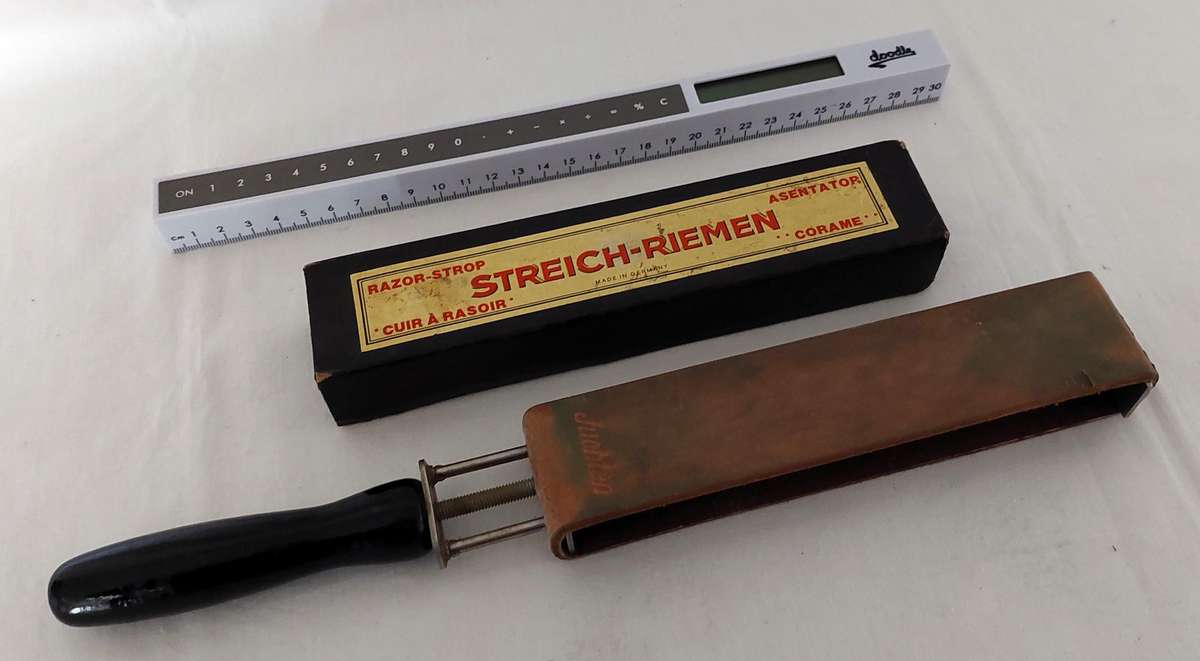 doodle
ON 1 2 3 4 5 6 7 8 9 0 · + − × ÷ = % C
cm 1 2 3 4 5 6 7 8 9 10 11 12 13 14 15 16 17 18 19 20 21 22 23 24 25 26 27 28 29 30
RAZOR-STROP
ASENTATOR
STREICH-RIEMEN
MADE IN GERMANY
·CUIR À RASOIR·
··CORAME··